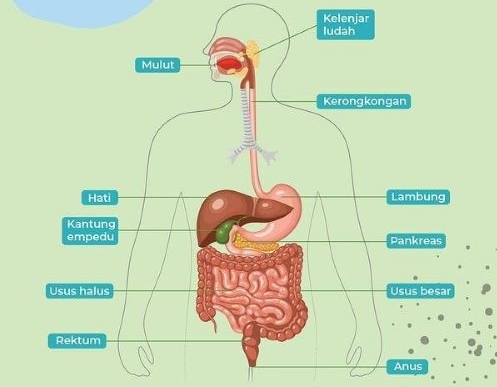 Kelenjar
ludah
Mulut
Kerongkongan
Hati
Lambung
Kantung
empedu
Pankreas
Usus halus
Usus besar
Rektum
Anus